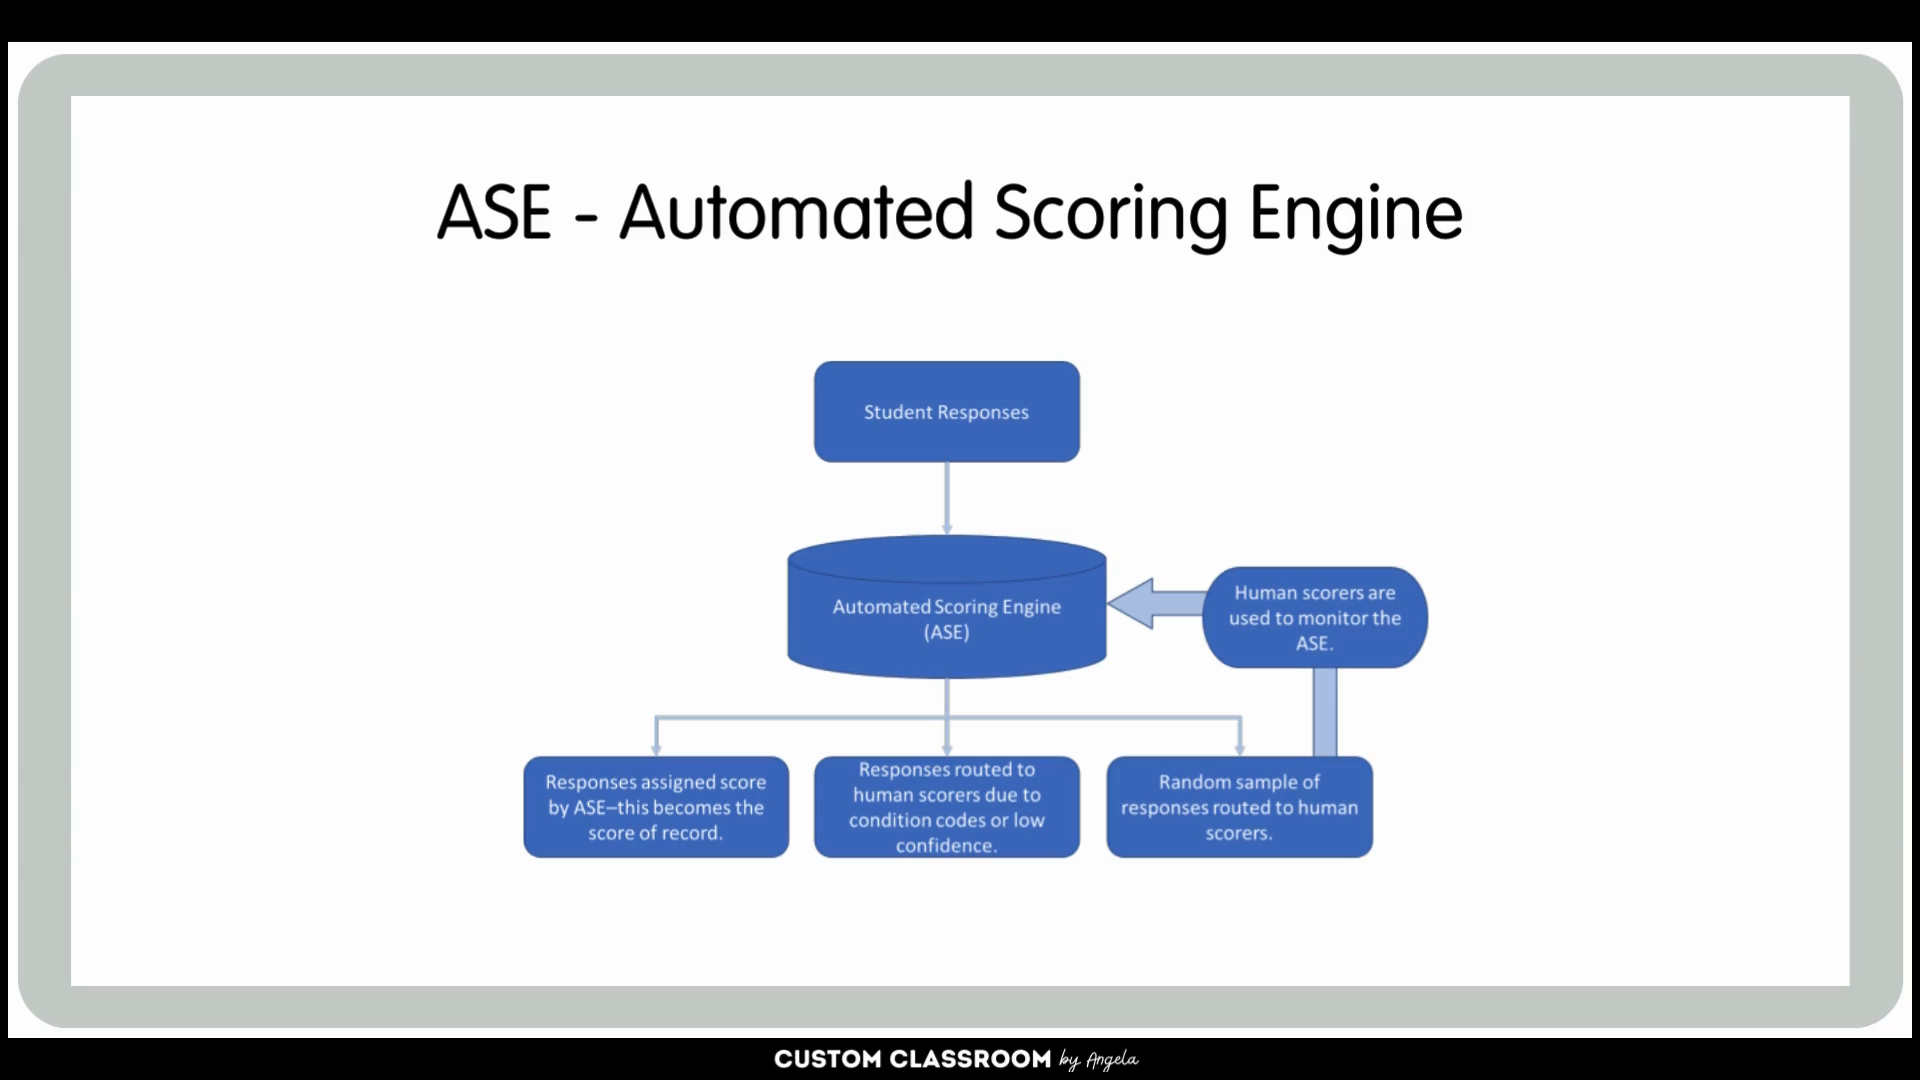 ASE - Automated Scoring Engine
Student Responses
Automated Scoring Engine
(ASE)
Human scorers are
used to monitor the
ASE.
Responses assigned score
by ASE–this becomes the
score of record.
Responses routed to
human scorers due to
condition codes or low
confidence.
Random sample of
responses routed to human
scorers.
CUSTOM CLASSROOM by Angela